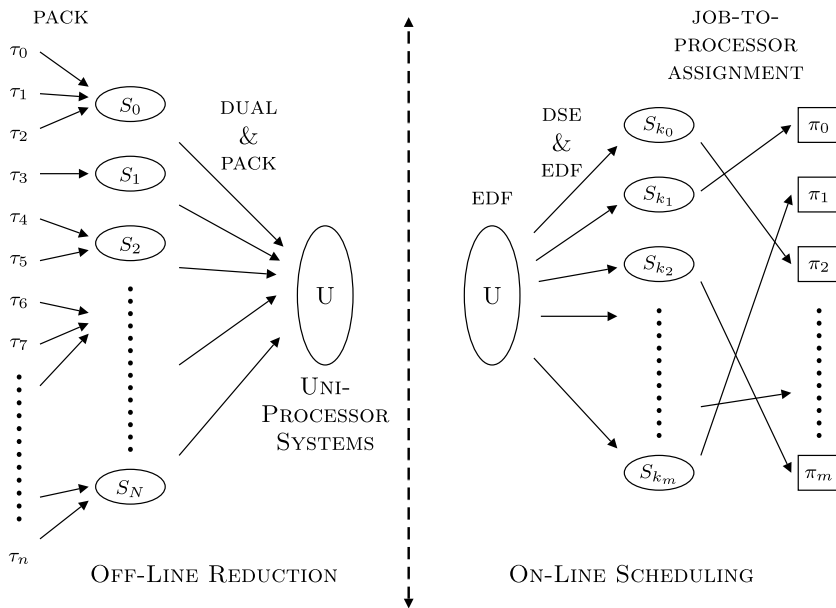 PACK
τ0
τ1
τ2
τ3
τ4
τ5
τ6
τ7
τn
S0
S1
S2
SN
DUAL
&
PACK
U
UNI-
PROCESSOR
SYSTEMS
OFF-LINE REDUCTION
EDF
U
DSE
&
EDF
Sk0
Sk1
Sk2
Skm
JOB-TO-
PROCESSOR
ASSIGNMENT
π0
π1
π2
πm
ON-LINE SCHEDULING